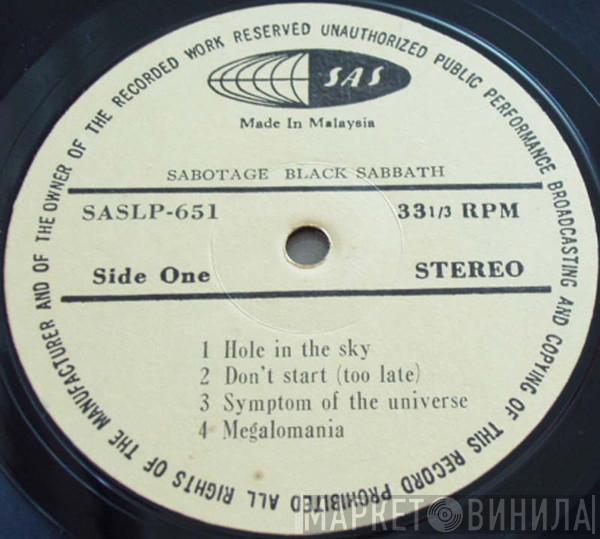 ALL RIGHTS OF THE MANUFACTURER AND OF THE OWNER OF THE RECORDED WORK RESERVED UNAUTHORIZED PUBLIC PERFORMANCE BROADCASTING AND COPYING OF THIS RECORD PROHIBITED
SAS
Made In Malaysia
SABOTAGE BLACK SABBATH
SASLP-651 33 1/3 RPM
Side One STEREO
1 Hole in the sky
2 Don't start (too late)
3 Symptom of the universe
4 Megalomania
МАРКЕТ ВИНИЛА